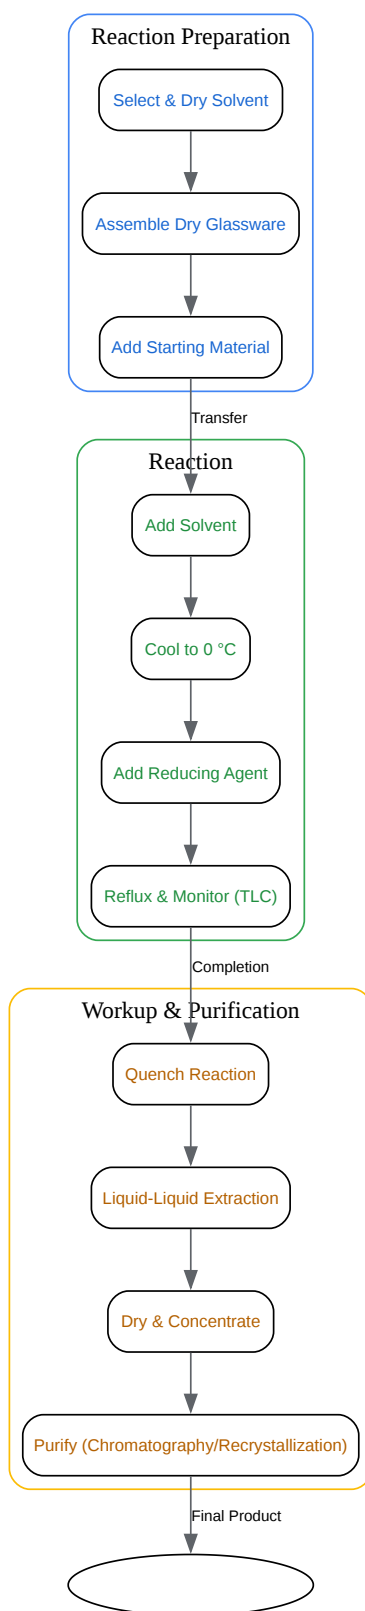 Reaction Preparation
Select & Dry Solvent
Assemble Dry Glassware
Add Starting Material
Transfer
Reaction
Add Solvent
Cool to 0 °C
Add Reducing Agent
Reflux & Monitor (TLC)
Completion
Workup & Purification
Quench Reaction
Liquid-Liquid Extraction
Dry & Concentrate
Purify (Chromatography/Recrystallization)
Final Product